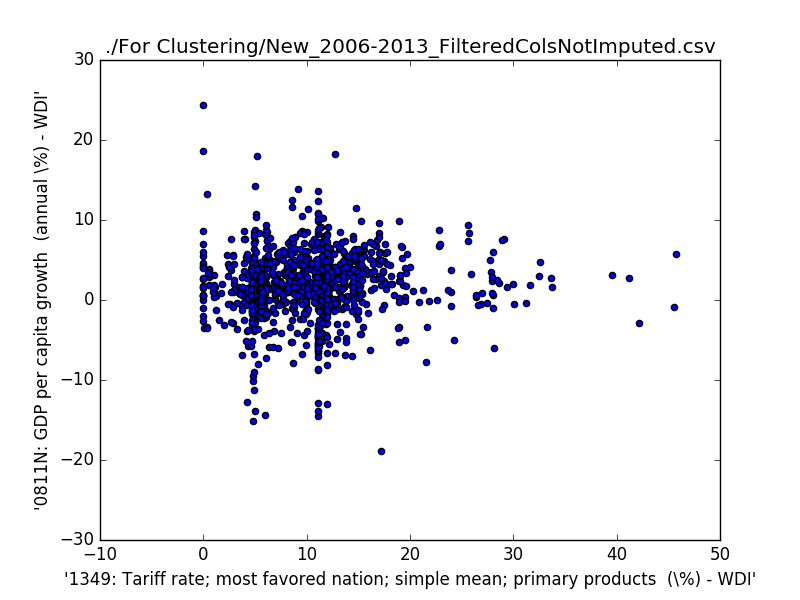 ./For Clustering/New_2006-2013_FilteredColsNotImputed.csv
30
20
10
0
−10
−20
−30
'0811N: GDP per capita growth  (annual \%) - WDI'
−10 0 10 20 30 40 50
'1349: Tariff rate; most favored nation; simple mean; primary products  (\%) - WDI'